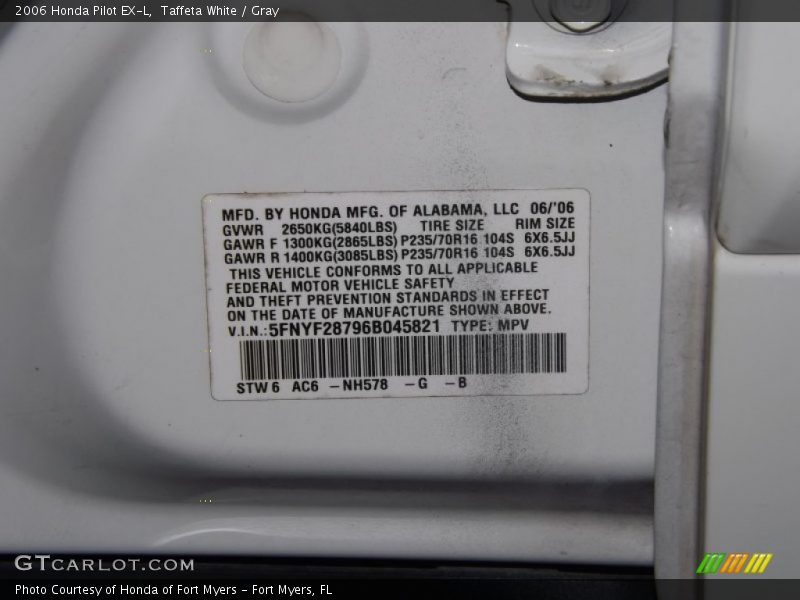 2006 Honda Pilot EX-L, Taffeta White / Gray
MFD. BY HONDA MFG. OF ALABAMA, LLC 06/'06
GVWR 2650KG(5840LBS) TIRE SIZE RIM SIZE
GAWR F 1300KG(2865LBS) P235/70R16 104S 6X6.5JJ
GAWR R 1400KG(3085LBS) P235/70R16 104S 6X6.5JJ
THIS VEHICLE CONFORMS TO ALL APPLICABLE
FEDERAL MOTOR VEHICLE SAFETY
AND THEFT PREVENTION STANDARDS IN EFFECT
ON THE DATE OF MANUFACTURE SHOWN ABOVE.
V.I.N.: 5FNYF28796B045821 TYPE: MPV
STW6 AC6 -NH578 -G -B
GTCARLOT.COM
Photo Courtesy of Honda of Fort Myers - Fort Myers, FL